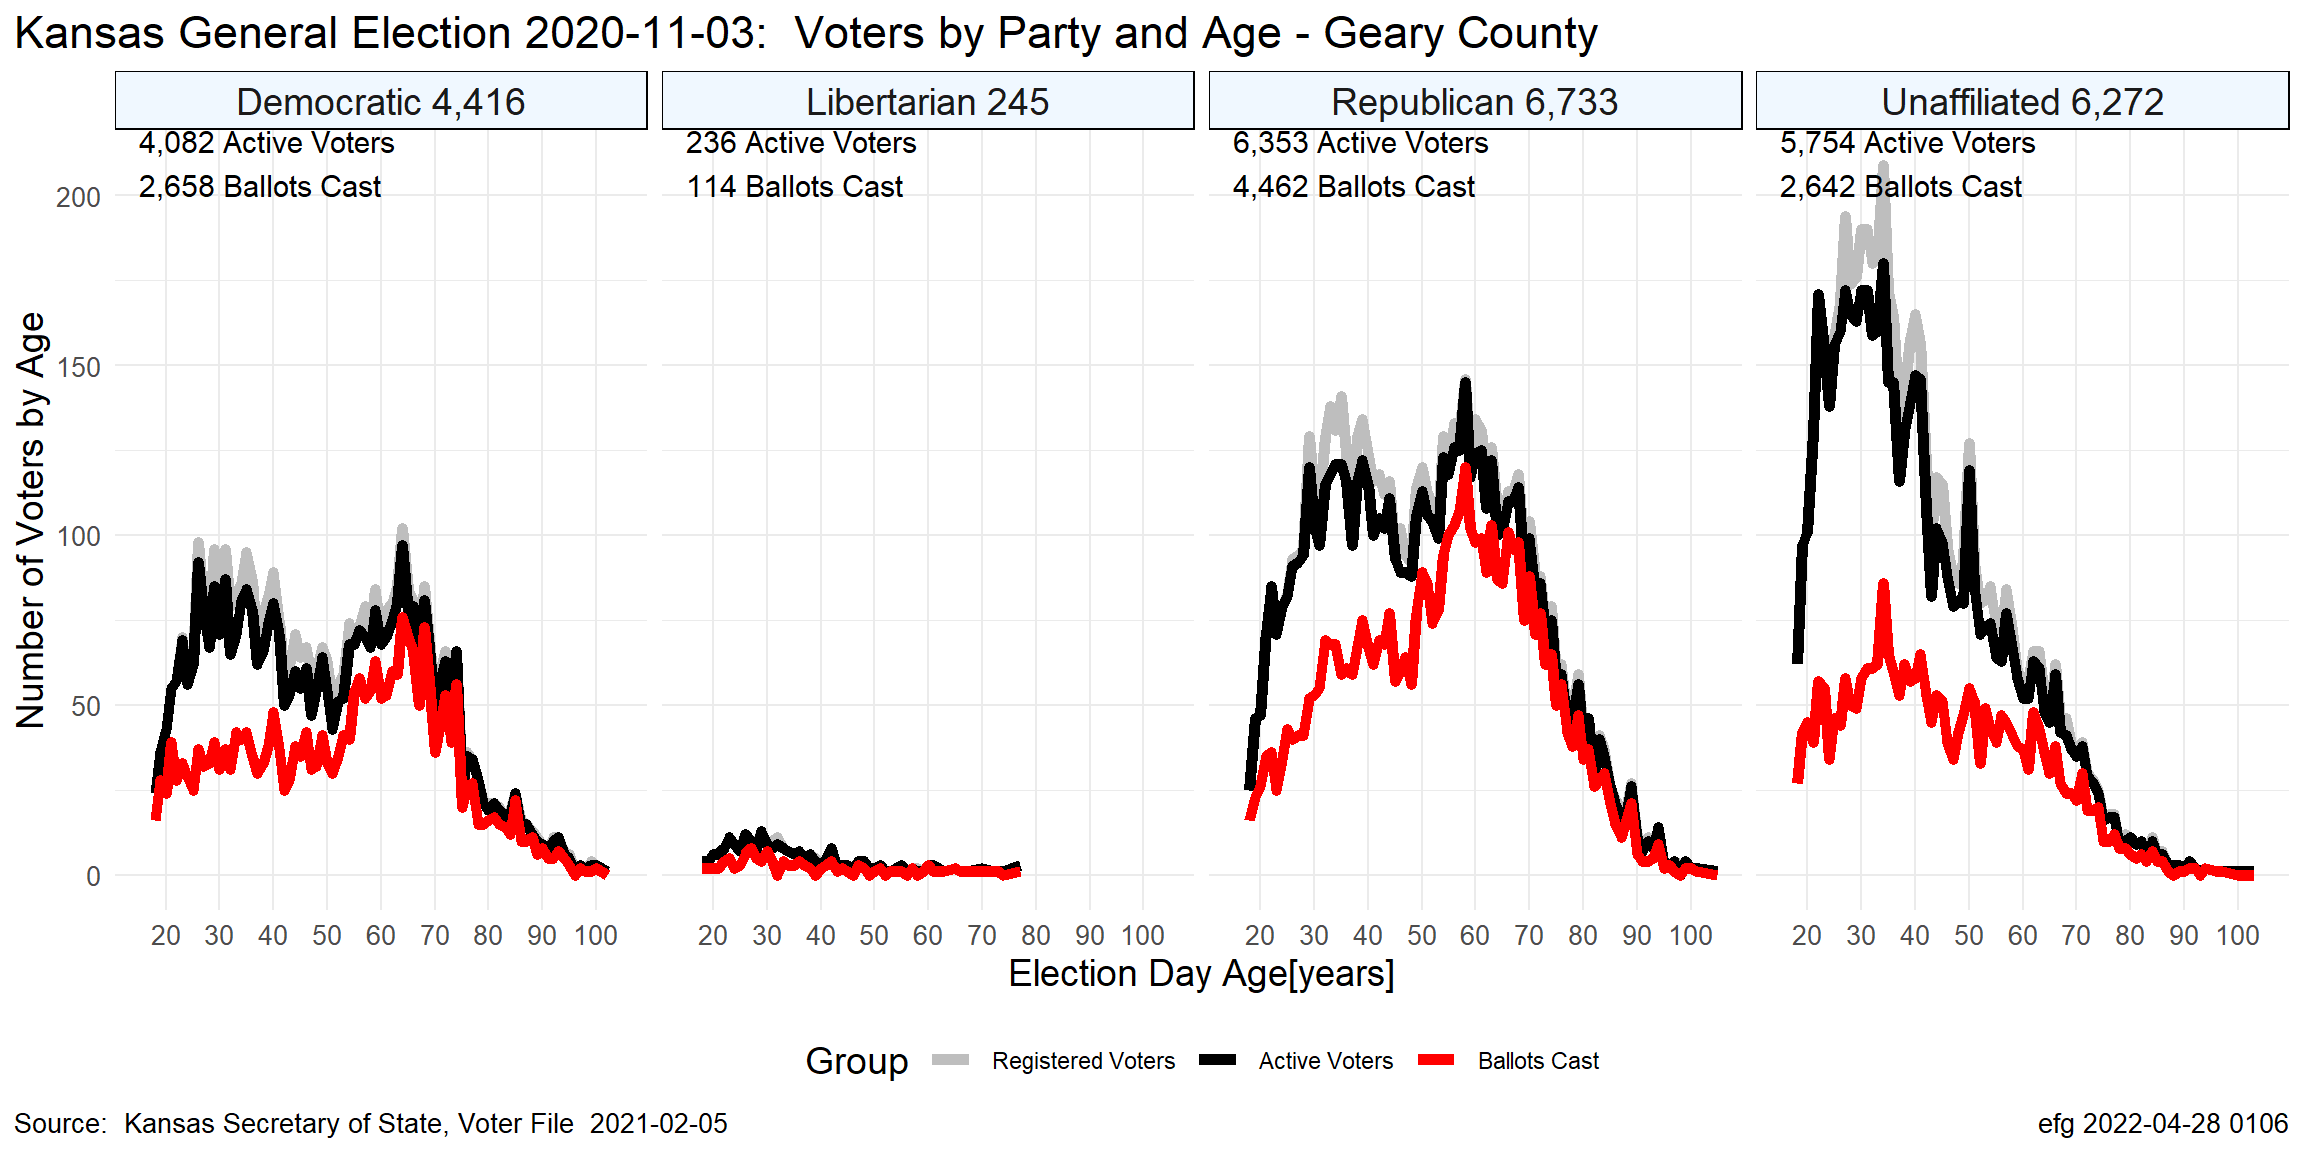 Kansas General Election 2020-11-03:  Voters by Party and Age - Geary County
Democratic 4,416
Libertarian 245
Republican 6,733
Unaffiliated 6,272
4,082 Active Voters
2,658 Ballots Cast
236 Active Voters
114 Ballots Cast
6,353 Active Voters
4,462 Ballots Cast
5,754 Active Voters
2,642 Ballots Cast
Number of Voters by Age
200
150
100
50
0
20 30 40 50 60 70 80 90 100
20 30 40 50 60 70 80 90 100
20 30 40 50 60 70 80 90 100
20 30 40 50 60 70 80 90 100
Election Day Age[years]
Group Registered Voters Active Voters Ballots Cast
Source:  Kansas Secretary of State, Voter File  2021-02-05
efg 2022-04-28 0106